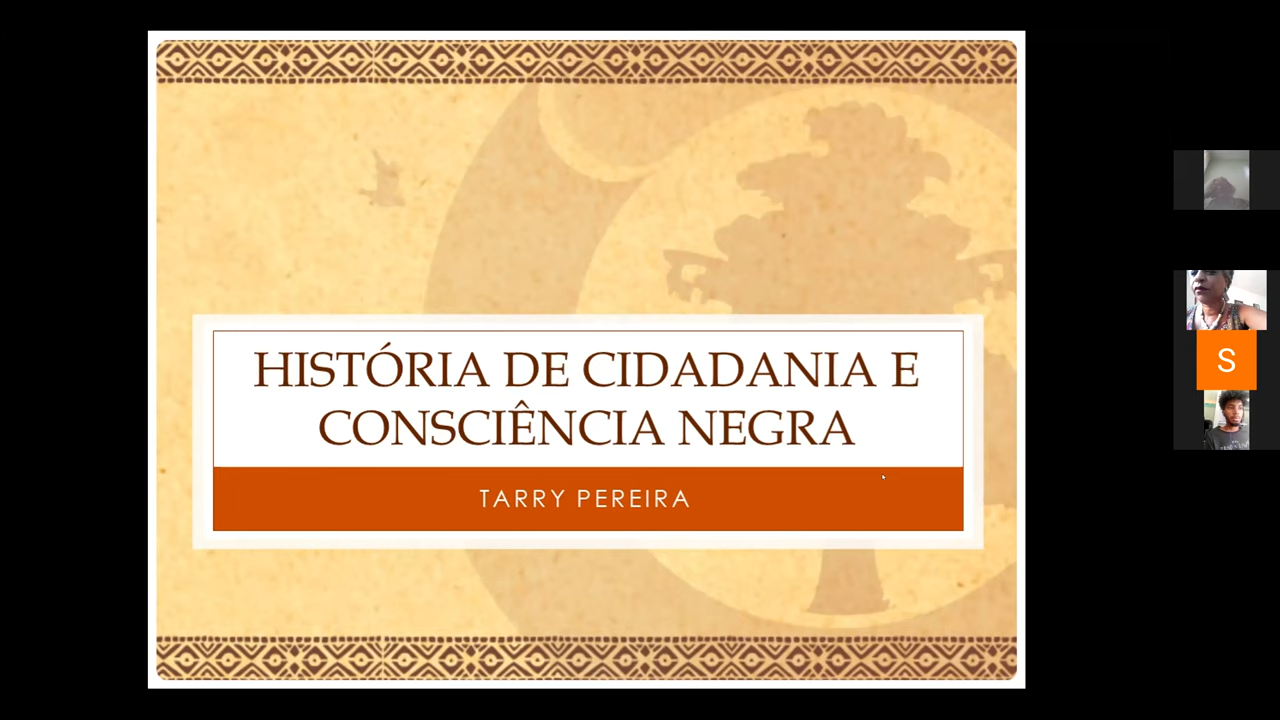 HISTÓRIA DE CIDADANIA E
CONSCIÊNCIA NEGRA
TARRY PEREIRA
S